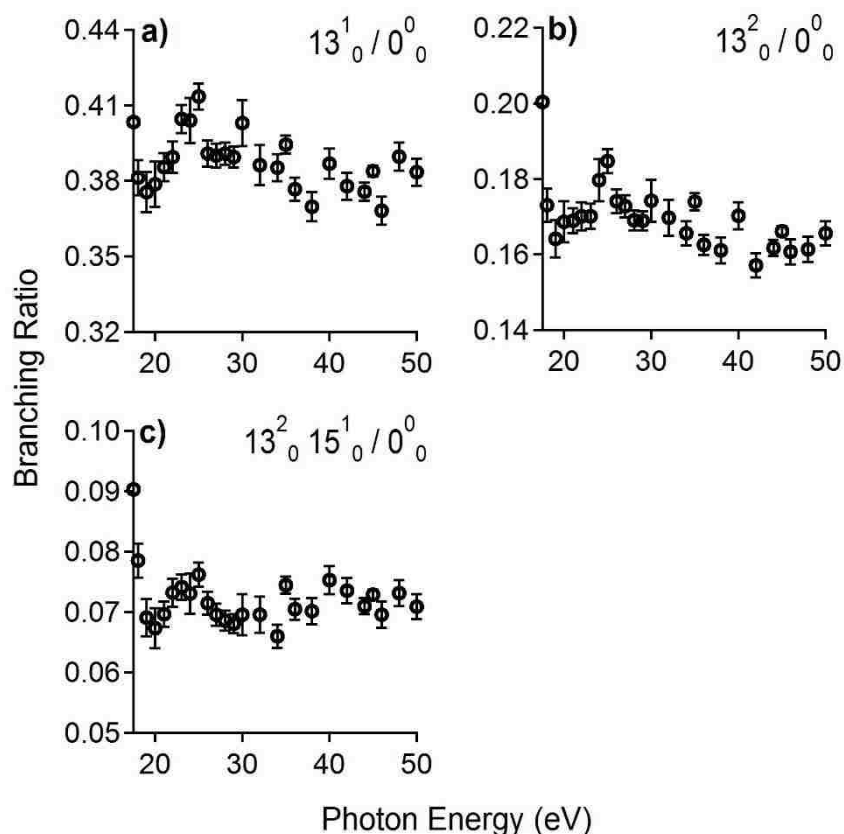 a)
13¹₀ / 0⁰₀
0.44
0.41
0.38
0.35
0.32
20 30 40 50
b)
13²₀ / 0⁰₀
0.22
0.20
0.18
0.16
0.14
20 30 40 50
c)
13²₀ 15¹₀ / 0⁰₀
0.10
0.09
0.08
0.07
0.06
0.05
20 30 40 50
Branching Ratio
Photon Energy (eV)